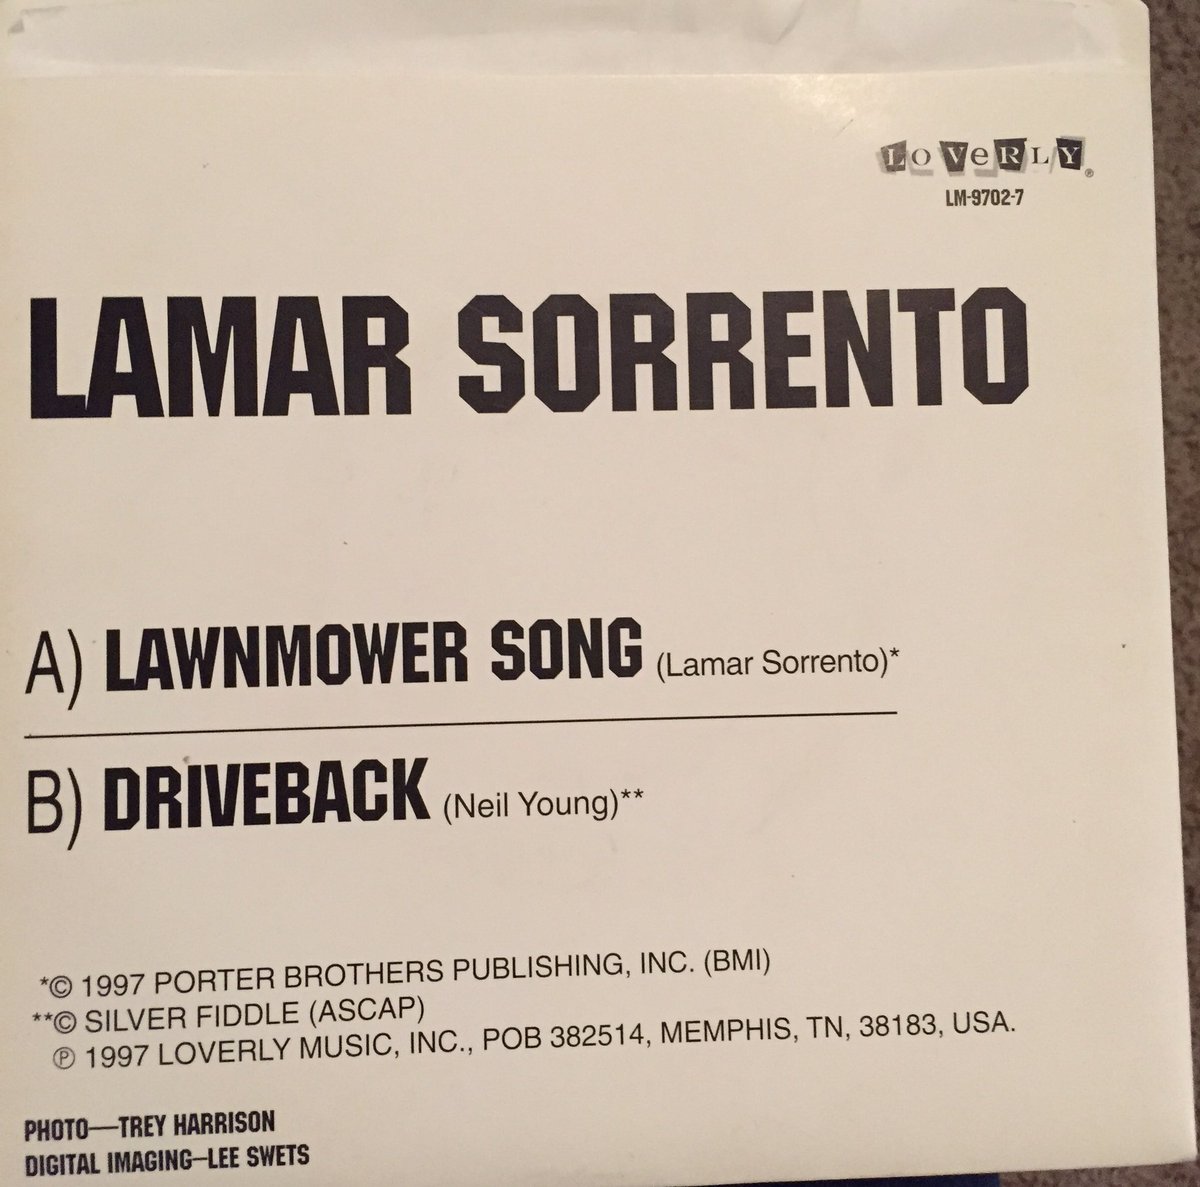 LOVeRLY®
LM-9702-7
LAMAR SORRENTO
A) LAWNMOWER SONG (Lamar Sorrento)*
B) DRIVEBACK (Neil Young)**
*© 1997 PORTER BROTHERS PUBLISHING, INC. (BMI)
**© SILVER FIDDLE (ASCAP)
℗ 1997 LOVERLY MUSIC, INC., POB 382514, MEMPHIS, TN, 38183, USA.
PHOTO—TREY HARRISON
DIGITAL IMAGING–LEE SWETS